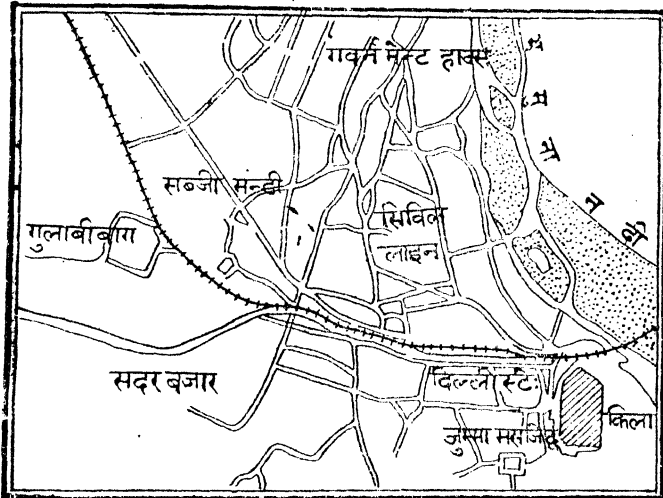 गवर्नमेन्ट हाउस
यमुना नदी
सब्जी मन्डी
गुलाबीबाग
सिविल
लाइन
सदर बजार
दिल्ली स्टे॰
किला
जुम्मा मसजिद